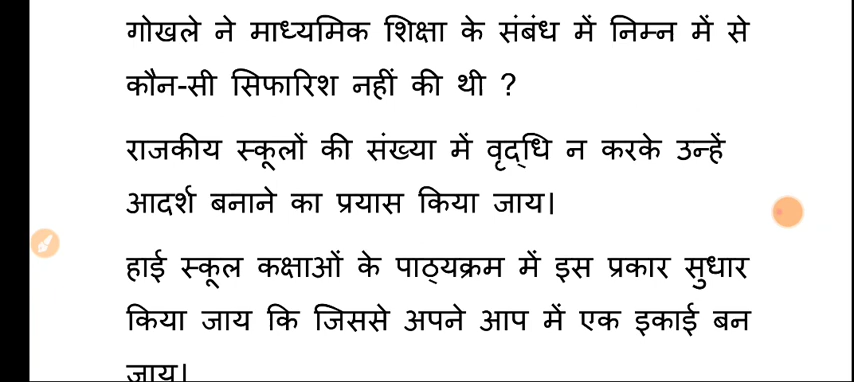 गोखले ने माध्यमिक शिक्षा के संबंध में निम्न में से
कौन-सी सिफारिश नहीं की थी ?
राजकीय स्कूलों की संख्या में वृद्धि न करके उन्हें
आदर्श बनाने का प्रयास किया जाय।
हाई स्कूल कक्षाओं के पाठ्यक्रम में इस प्रकार सुधार
किया जाय कि जिससे अपने आप में एक इकाई बन
जाय।